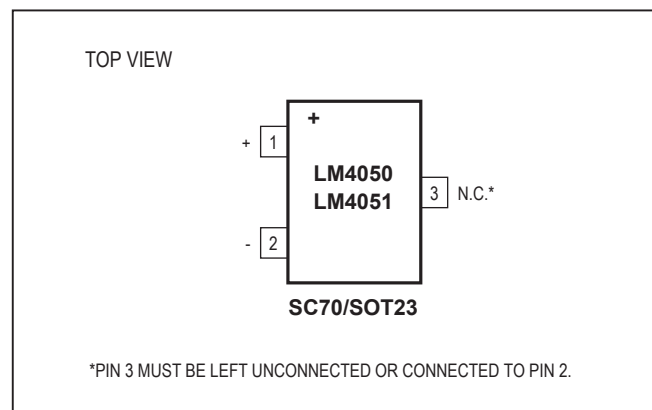 TOP VIEW
+
+ 1
LM4050
LM4051
3 N.C.*
- 2
SC70/SOT23
*PIN 3 MUST BE LEFT UNCONNECTED OR CONNECTED TO PIN 2.